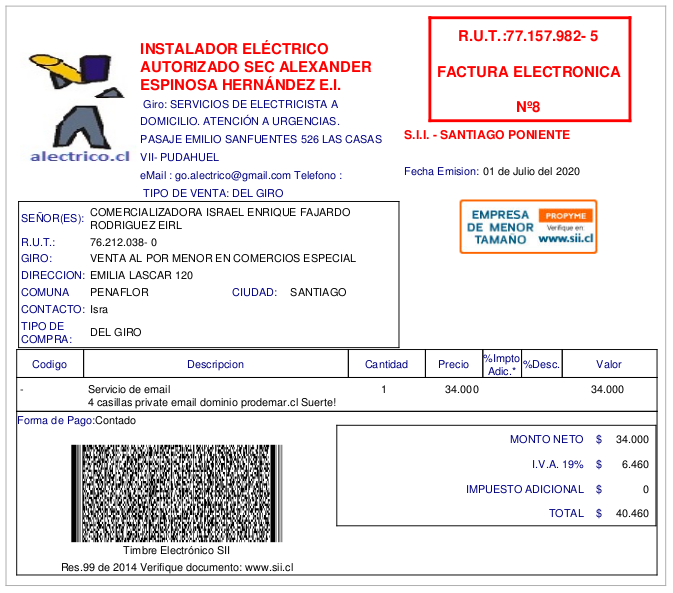 INSTALADOR ELÉCTRICO
AUTORIZADO SEC ALEXANDER
ESPINOSA HERNÁNDEZ E.I.
Giro: SERVICIOS DE ELECTRICISTA A
DOMICILIO. ATENCIÓN A URGENCIAS.
PASAJE EMILIO SANFUENTES 526 LAS CASAS
VII- PUDAHUEL
eMail : go.alectrico@gmail.com Telefono :
TIPO DE VENTA: DEL GIRO
alectrico.cl
R.U.T.:77.157.982- 5
FACTURA ELECTRONICA
Nº8
S.I.I. - SANTIAGO PONIENTE
Fecha Emision: 01 de Julio del 2020
EMPRESA
DE MENOR
TAMAÑO
PROPYME
Verifique en:
www.sii.cl
SEÑOR(ES): COMERCIALIZADORA ISRAEL ENRIQUE FAJARDO
RODRIGUEZ EIRL
R.U.T.: 76.212.038- 0
GIRO: VENTA AL POR MENOR EN COMERCIOS ESPECIAL
DIRECCION: EMILIA LASCAR 120
COMUNA PENAFLOR CIUDAD: SANTIAGO
CONTACTO: Isra
TIPO DE
COMPRA: DEL GIRO
Codigo Descripcion Cantidad Precio %Impto
Adic.* %Desc. Valor
- Servicio de email 1 34.000 34.000
4 casillas private email dominio prodemar.cl Suerte!
Forma de Pago:Contado
MONTO NETO $ 34.000
I.V.A. 19% $ 6.460
IMPUESTO ADICIONAL $ 0
TOTAL $ 40.460
Timbre Electrónico SII
Res.99 de 2014 Verifique documento: www.sii.cl